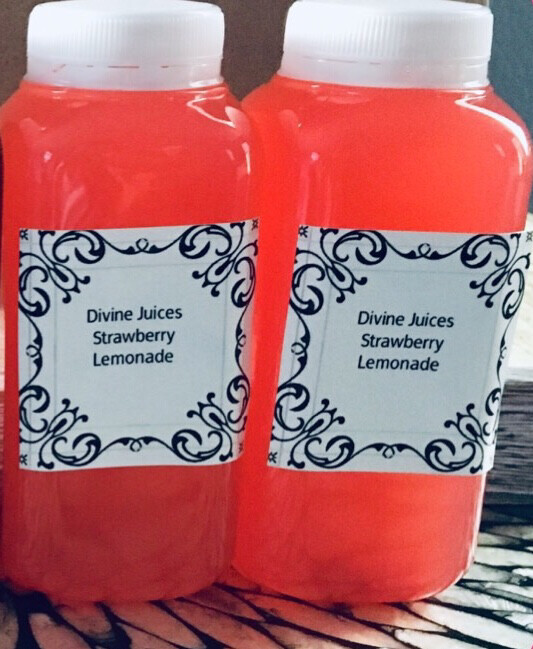 Divine Juices
Strawberry
Lemonade
Divine Juices
Strawberry
Lemonade